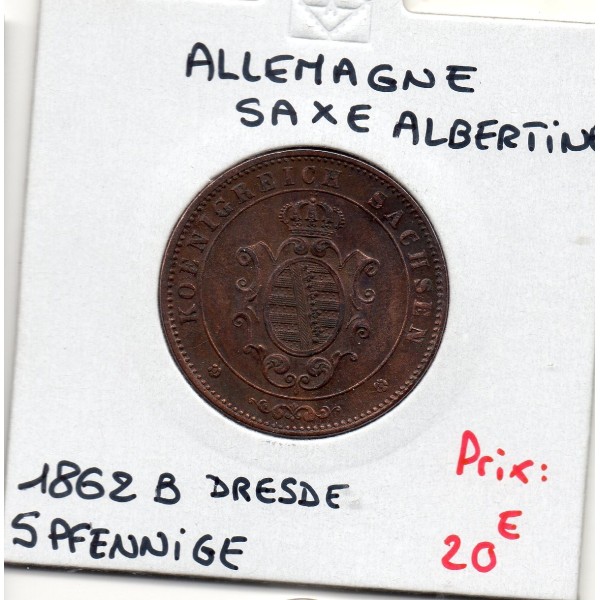 ALLEMAGNE
SAXE ALBERTINE
KOENIGREICH SACHSEN
1862 B DRESDE
5 PFENNIGE
Prix:
20 E